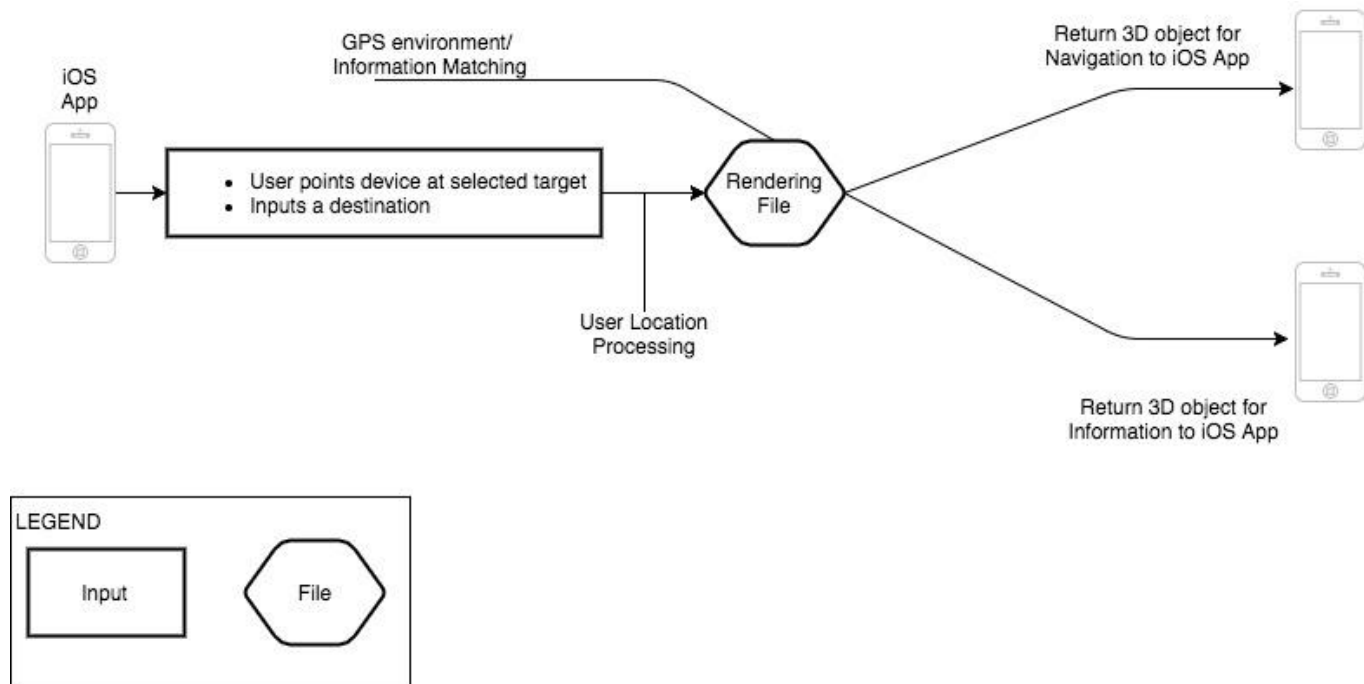 GPS environment/
Information Matching
Return 3D object for
Navigation to iOS App
iOS
App
• User points device at selected target
• Inputs a destination
Rendering
File
User Location
Processing
Return 3D object for
Information to iOS App
LEGEND
Input
File